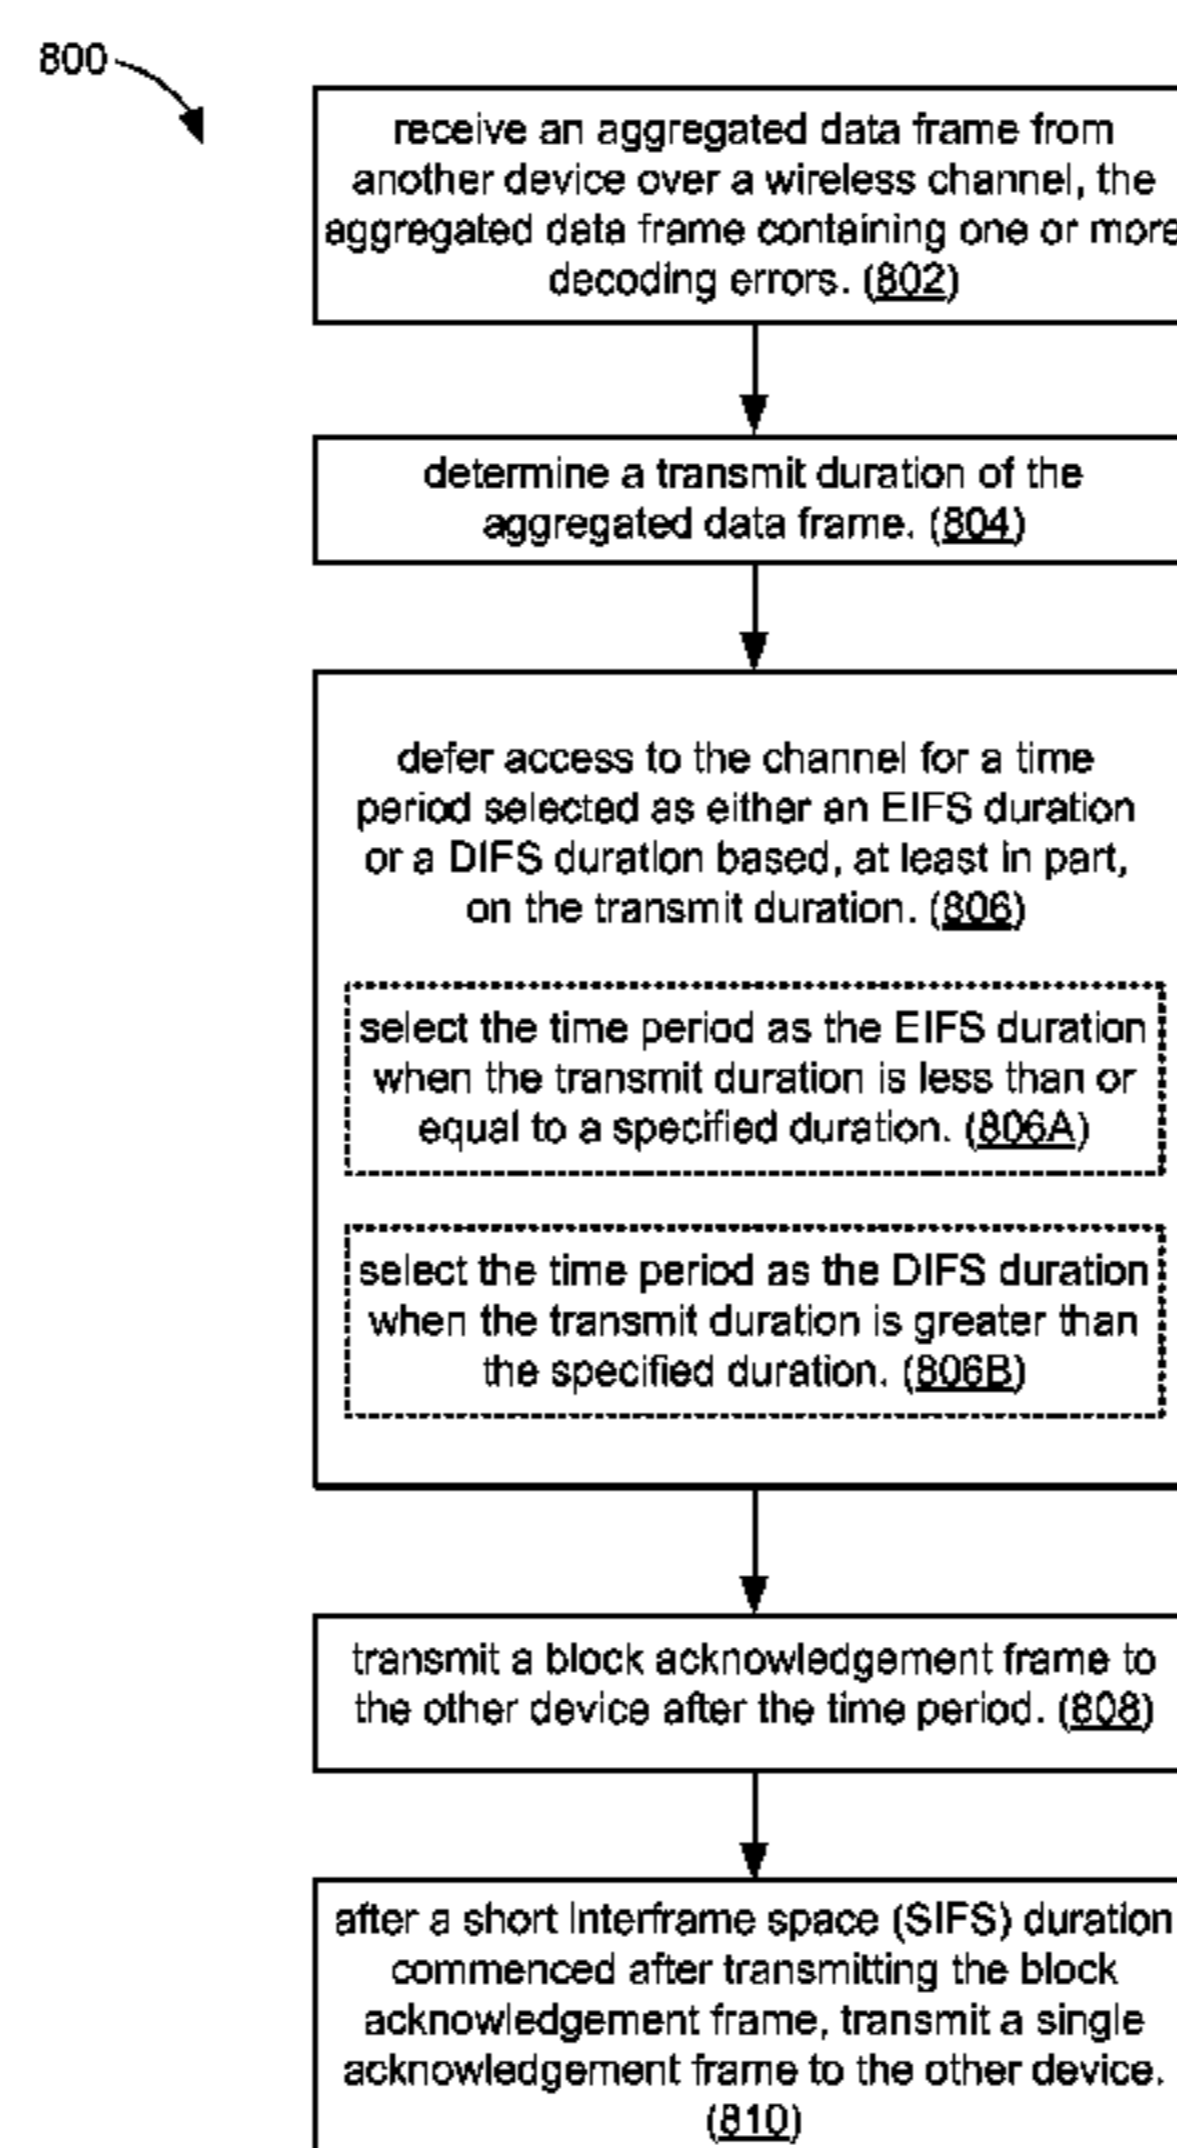 800
receive an aggregated data frame from
another device over a wireless channel, the
aggregated data frame containing one or more
decoding errors. (802)
determine a transmit duration of the
aggregated data frame. (804)
defer access to the channel for a time
period selected as either an EIFS duration
or a DIFS duration based, at least in part,
on the transmit duration. (806)
select the time period as the EIFS duration
when the transmit duration is less than or
equal to a specified duration. (806A)
select the time period as the DIFS duration
when the transmit duration is greater than
the specified duration. (806B)
transmit a block acknowledgement frame to
the other device after the time period. (808)
after a short interframe space (SIFS) duration
commenced after transmitting the block
acknowledgement frame, transmit a single
acknowledgement frame to the other device.
(810)